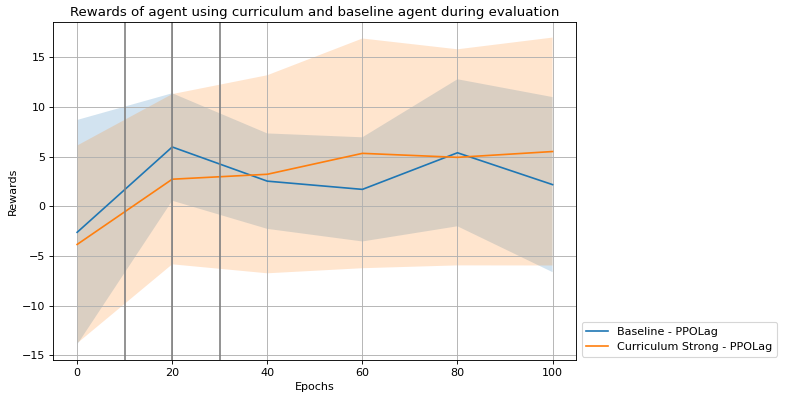 Rewards of agent using curriculum and baseline agent during evaluation
15
10
5
0
−5
−10
−15
Rewards
0 20 40 60 80 100
Epochs
Baseline - PPOLag
Curriculum Strong - PPOLag